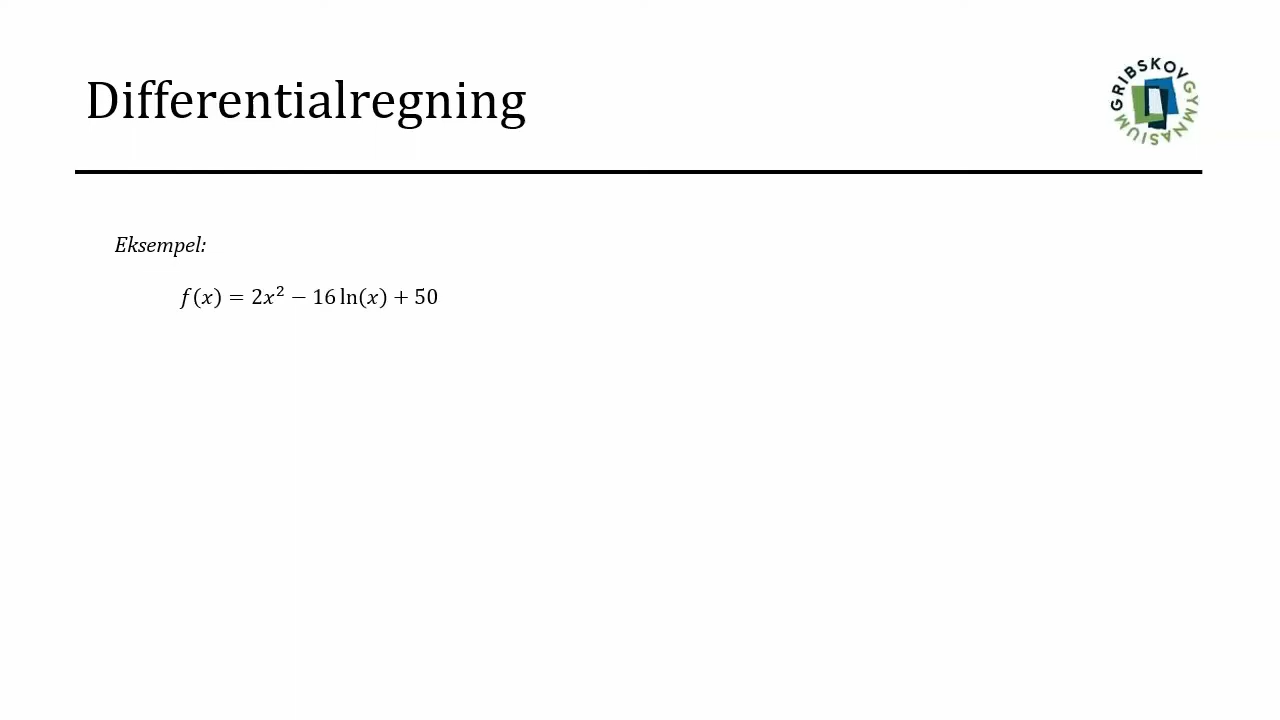 Differentialregning
GRIBSKOV GYMNASIUM
Eksempel:
f(x) = 2x² − 16 ln(x) + 50